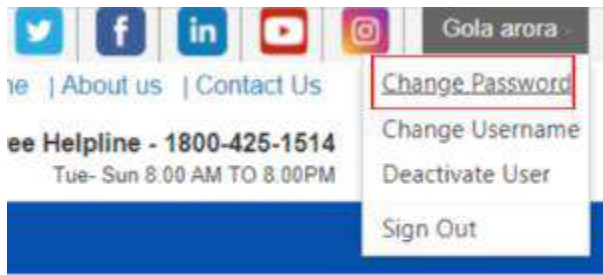 Gola arora
| About us | Contact Us
Change Password
ee Helpline - 1800-425-1514
Change Username
Tue- Sun 8:00 AM TO 8:00PM
Deactivate User
Sign Out